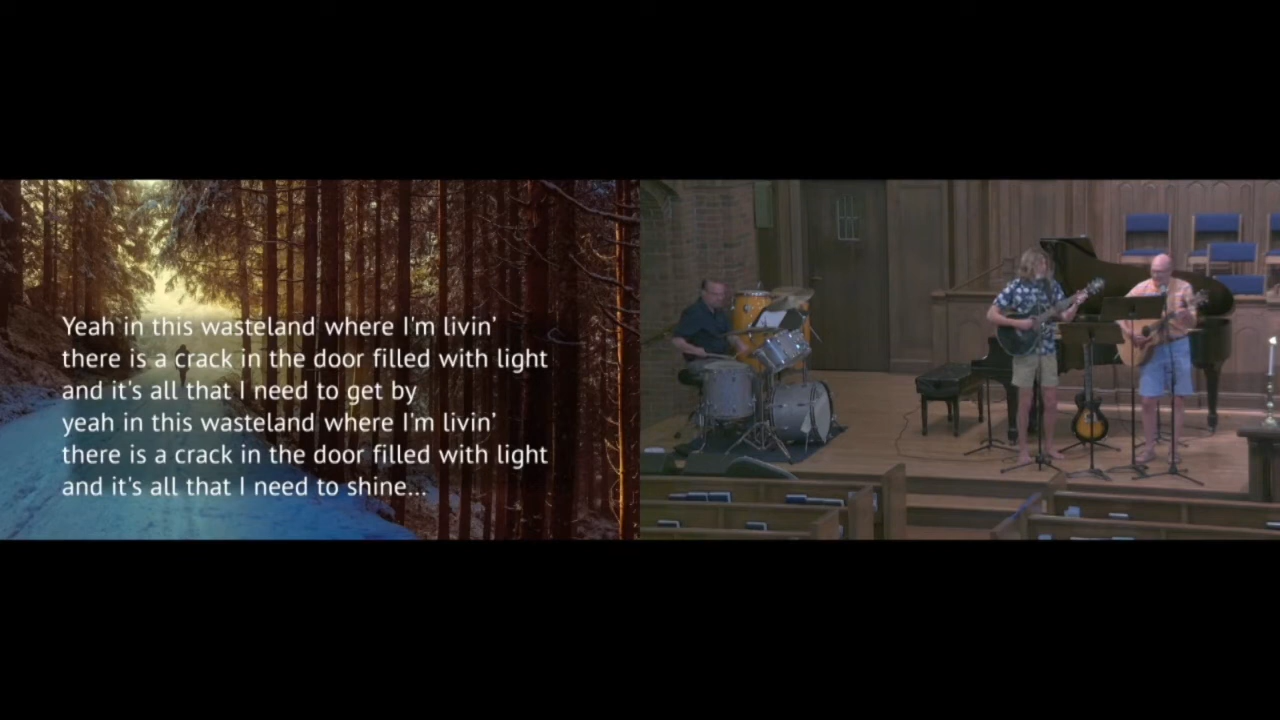 Yeah in this wasteland where I'm livin’
there is a crack in the door filled with light
and it's all that I need to get by
yeah in this wasteland where I'm livin’
there is a crack in the door filled with light
and it's all that I need to shine...